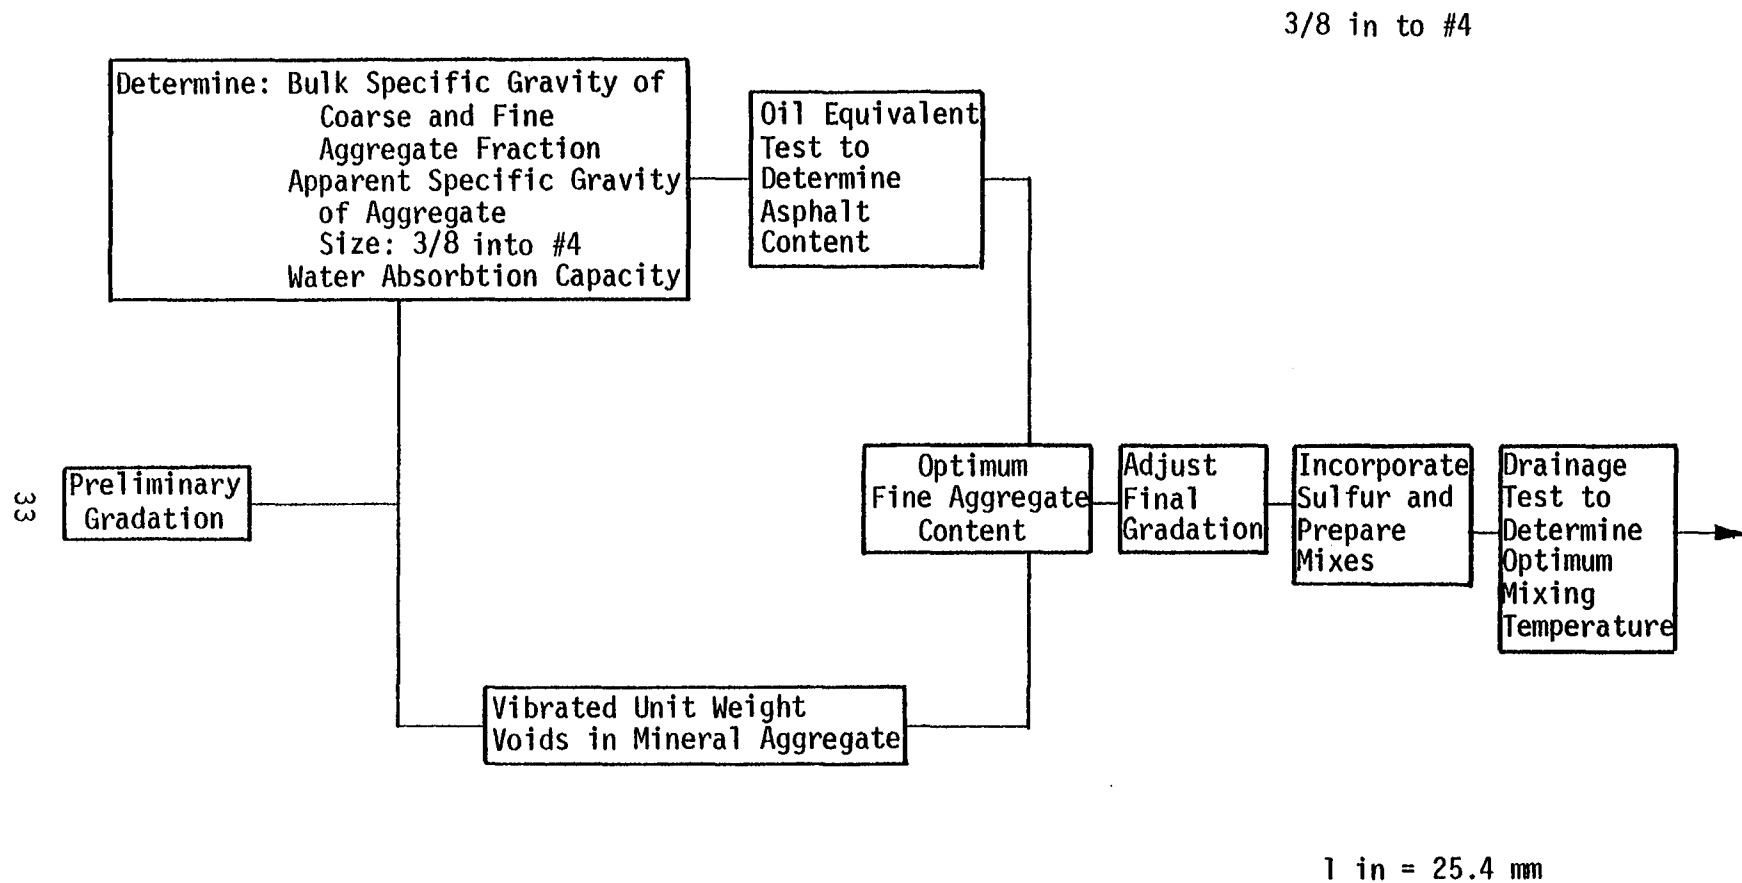 3/8 in to #4
Determine: Bulk Specific Gravity of
Coarse and Fine
Aggregate Fraction
Apparent Specific Gravity
of Aggregate
Size: 3/8 into #4
Water Absorbtion Capacity
Oil Equivalent
Test to
Determine
Asphalt
Content
33
Preliminary
Gradation
Optimum
Fine Aggregate
Content
Adjust
Final
Gradation
Incorporate
Sulfur and
Prepare
Mixes
Drainage
Test to
Determine
Optimum
Mixing
Temperature
Vibrated Unit Weight
Voids in Mineral Aggregate
1 in = 25.4 mm